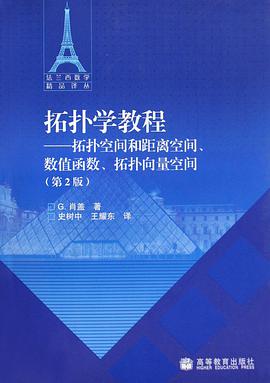 法兰西数学
精品译丛
拓扑学教程
——拓扑空间和距离空间、
数值函数、拓扑向量空间
(第2版)
□ G. 肖盖 著
□ 史树中 王耀东 译
高等教育出版社
HIGHER EDUCATION PRESS